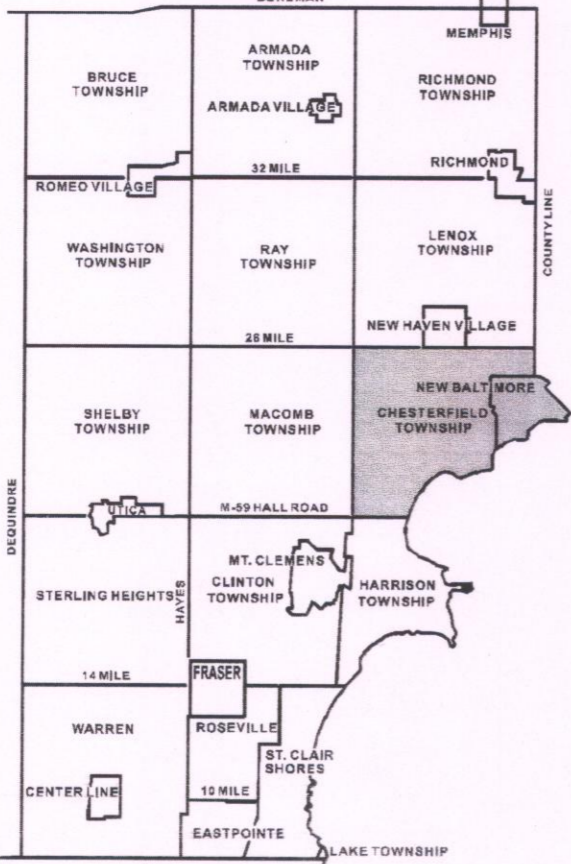 MEMPHIS
ARMADA
TOWNSHIP
BRUCE
TOWNSHIP
RICHMOND
TOWNSHIP
ARMADA VILLAGE
32 MILE
RICHMOND
ROMEO VILLAGE
COUNTY LINE
WASHINGTON
TOWNSHIP
RAY
TOWNSHIP
LENOX
TOWNSHIP
NEW HAVEN VILLAGE
26 MILE
NEW BALTIMORE
SHELBY
TOWNSHIP
MACOMB
TOWNSHIP
CHESTERFIELD
TOWNSHIP
DEQUINDRE
UTICA
M-59 HALL ROAD
MT. CLEMENS
STERLING HEIGHTS
HAYES
CLINTON
TOWNSHIP
HARRISON
TOWNSHIP
14 MILE
FRASER
WARREN
ROSEVILLE
ST. CLAIR
SHORES
CENTER LINE
10 MILE
EASTPOINTE
LAKE TOWNSHIP